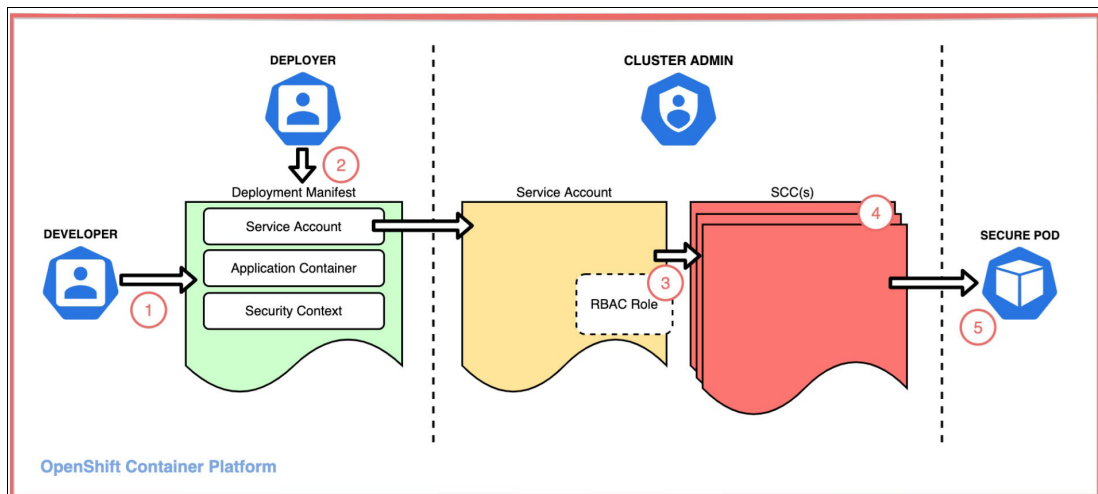 DEPLOYER
CLUSTER ADMIN
2
Deployment Manifest
Service Account
SCC(s)
Service Account
4
DEVELOPER
SECURE POD
Application Container
3
1
Security Context
RBAC Role
5
OpenShift Container Platform